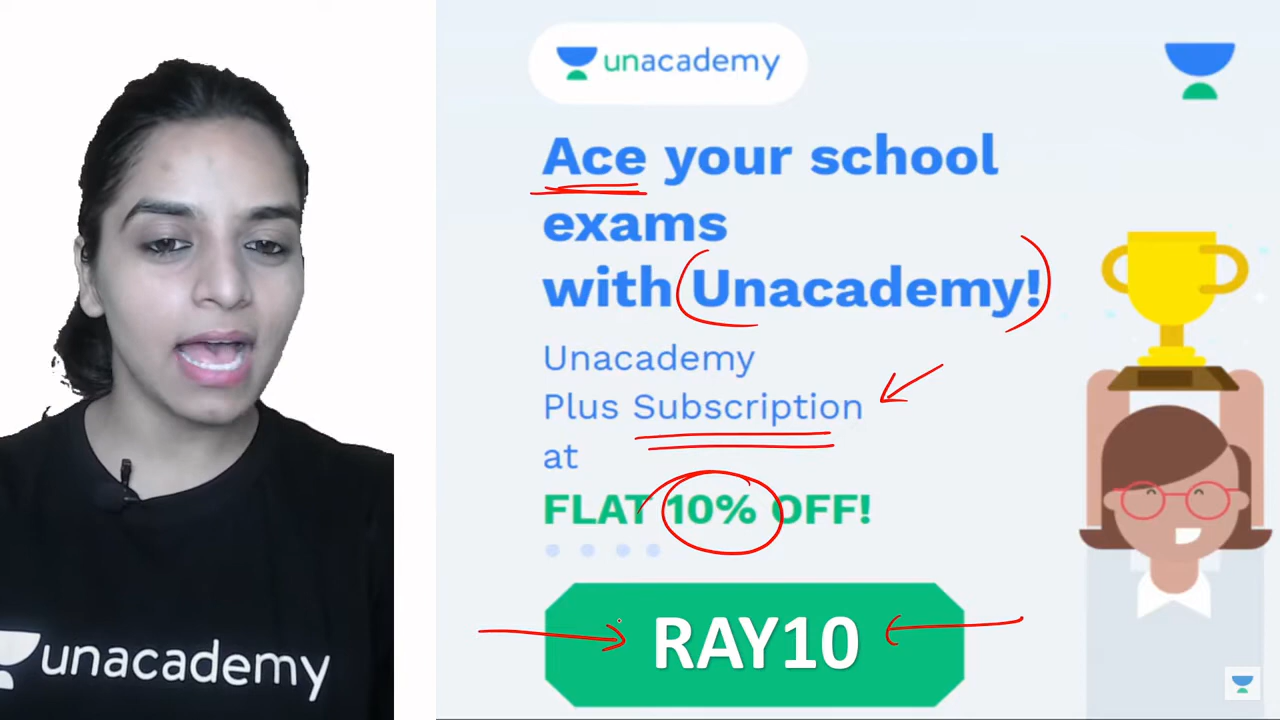 unacademy
Ace your school
exams
with Unacademy!
Unacademy
Plus Subscription
at
FLAT 10% OFF!
RAY10
unacademy